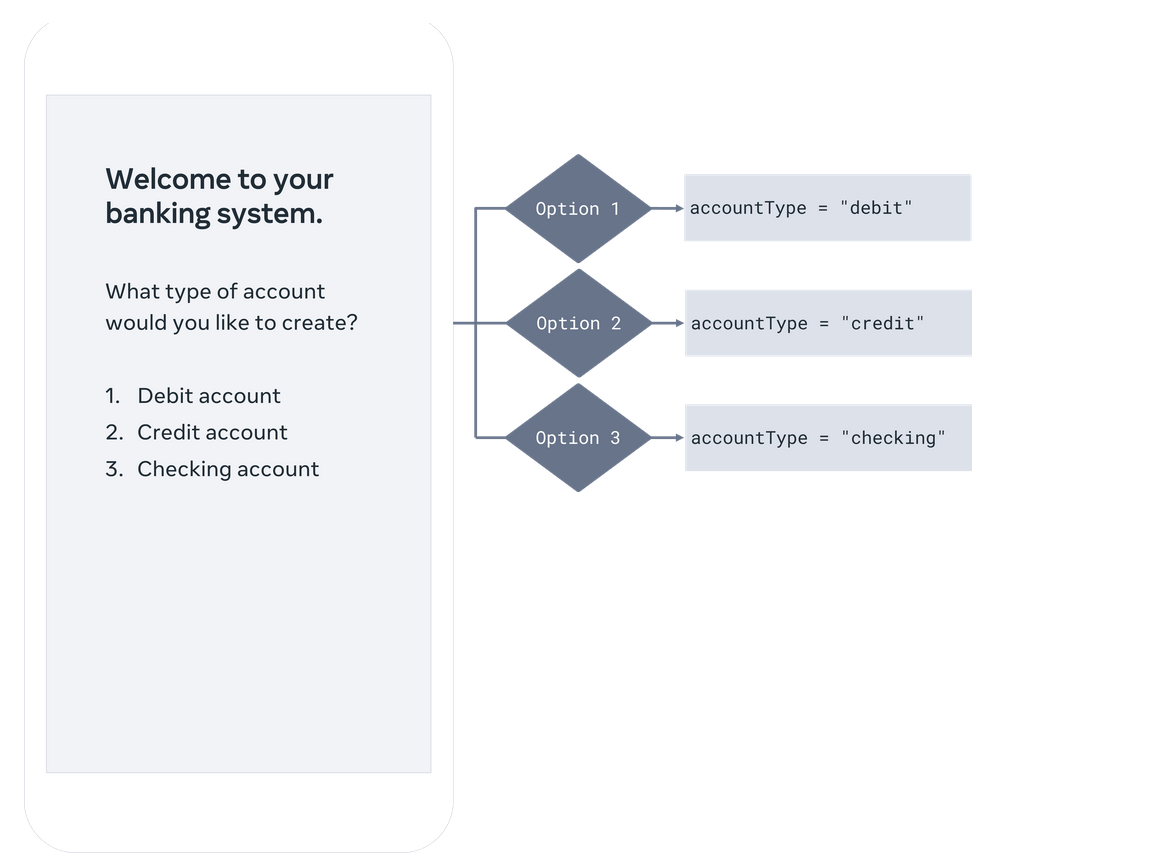 Welcome to your
banking system.
What type of account
would you like to create?
1. Debit account
2. Credit account
3. Checking account
Option 1
accountType = "debit"
Option 2
accountType = "credit"
Option 3
accountType = "checking"